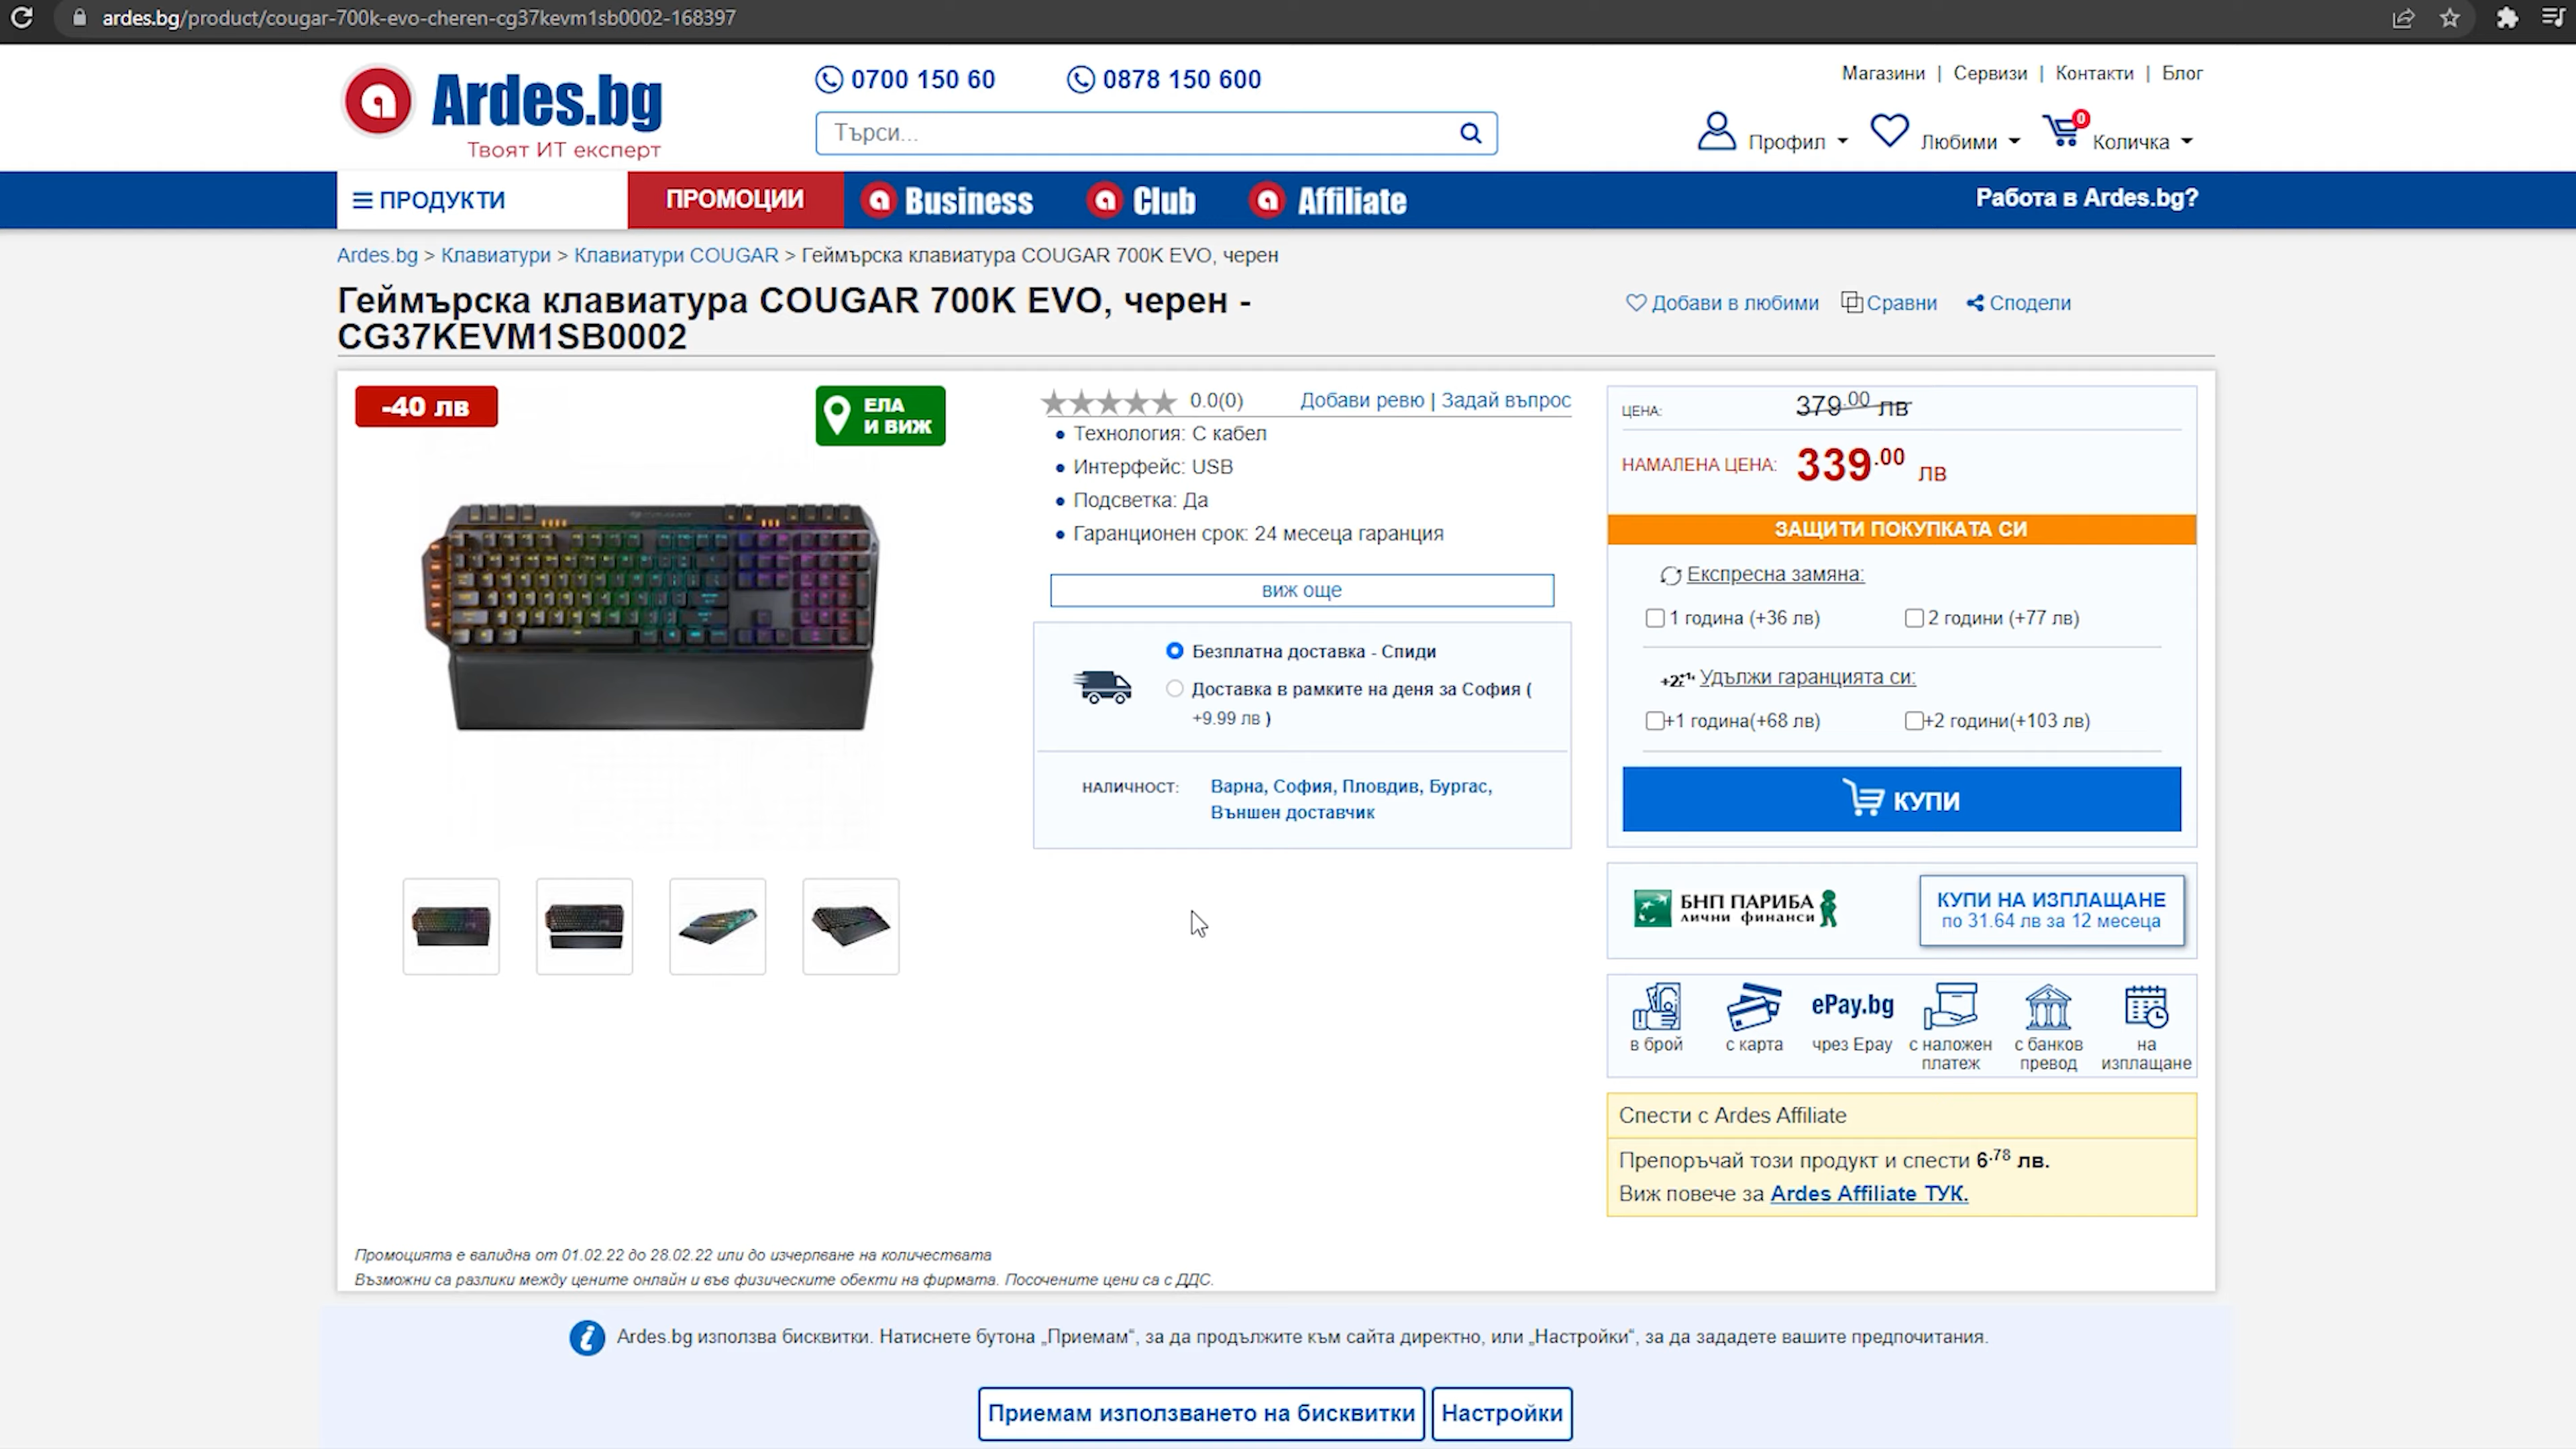 ardes.bg/product/cougar-700k-evo-cheren-cg37kevm1sb0002-168397
Ardes.bg
Твоят ИТ експерт
0700 150 60
0878 150 600
Търси...
Магазини | Сервизи | Контакти | Блог
Профил
Любими
0
Количка
ПРОДУКТИ
ПРОМОЦИИ
Business
Club
Affiliate
Работа в Ardes.bg?
Ardes.bg > Клавиатури > Клавиатури COUGAR > Геймърска клавиатура COUGAR 700K EVO, черен
Геймърска клавиатура COUGAR 700K EVO, черен -
CG37KEVM1SB0002
Добави в любими
Сравни
Сподели
-40 лв
ЕЛА
И ВИЖ
0.0(0)
Добави ревю | Задай въпрос
Технология: С кабел
Интерфейс: USB
Подсветка: Да
Гаранционен срок: 24 месеца гаранция
виж още
Безплатна доставка - Спиди
Доставка в рамките на деня за София (
+9.99 лв )
НАЛИЧНОСТ:
Варна, София, Пловдив, Бургас,
Външен доставчик
ЦЕНА: 379.00 лв
НАМАЛЕНА ЦЕНА: 339.00 лв
ЗАЩИТИ ПОКУПКАТА СИ
Експресна замяна:
1 година (+36 лв)
2 години (+77 лв)
Удължи гаранцията си:
+1 година(+68 лв)
+2 години(+103 лв)
КУПИ
БНП ПАРИБА
лични финанси
КУПИ НА ИЗПЛАЩАНЕ
по 31.64 лв за 12 месеца
в брой
с карта
ePay.bg
чрез Epay
с наложен
платеж
с банков
превод
на
изплащане
Спести с Ardes Affiliate
Препоръчай този продукт и спести 6.78 лв.
Виж повече за Ardes Affiliate ТУК.
Промоцията е валидна от 01.02.22 до 28.02.22 или до изчерпване на количествата
Възможни са разлики между цените онлайн и във физическите обекти на фирмата. Посочените цени са с ДДС.
Ardes.bg използва бисквитки. Натиснете бутона „Приемам“, за да продължите към сайта директно, или „Настройки“, за да зададете вашите предпочитания.
Приемам използването на бисквитки
Настройки